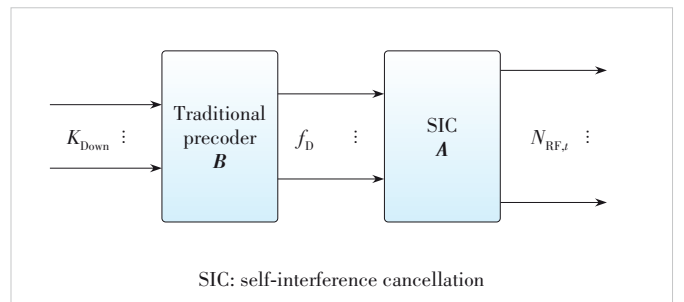 K_Down ⋮
Traditional
precoder
B
f_D ⋮
SIC
A
N_RF,t ⋮
SIC: self-interference cancellation